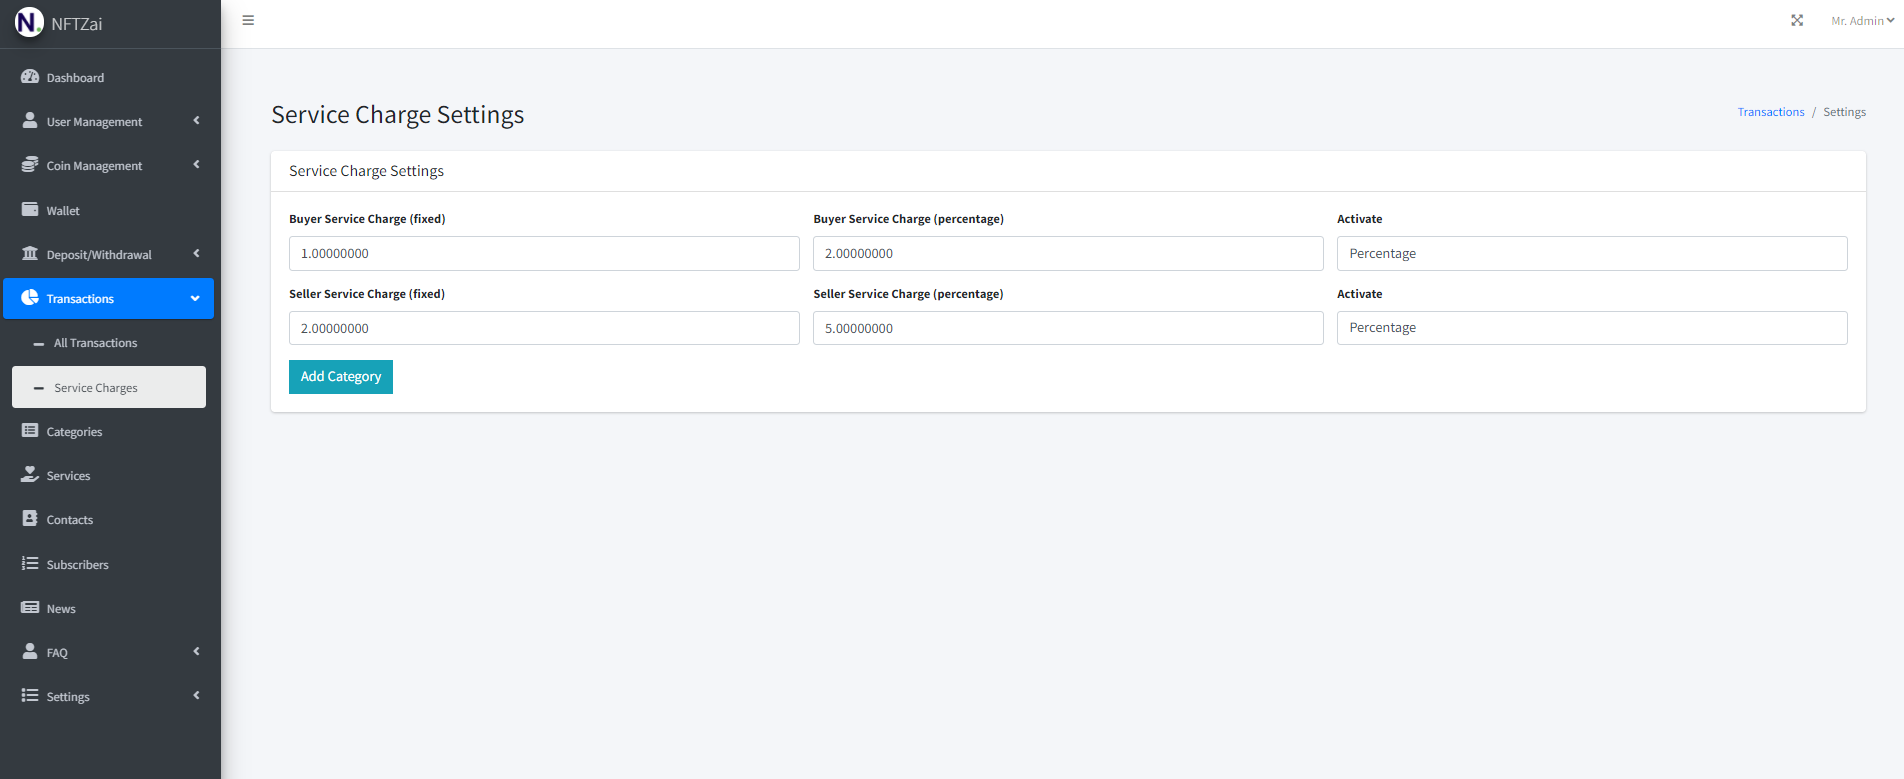 N.
NFTZai
Mr. Admin
Dashboard
User Management
Coin Management
Wallet
Deposit/Withdrawal
Transactions
All Transactions
Service Charges
Categories
Services
Contacts
Subscribers
News
FAQ
Settings
Service Charge Settings
Transactions / Settings
Service Charge Settings
Buyer Service Charge (fixed) Buyer Service Charge (percentage) Activate
1.00000000 2.00000000 Percentage
Seller Service Charge (fixed) Seller Service Charge (percentage) Activate
2.00000000 5.00000000 Percentage
Add Category